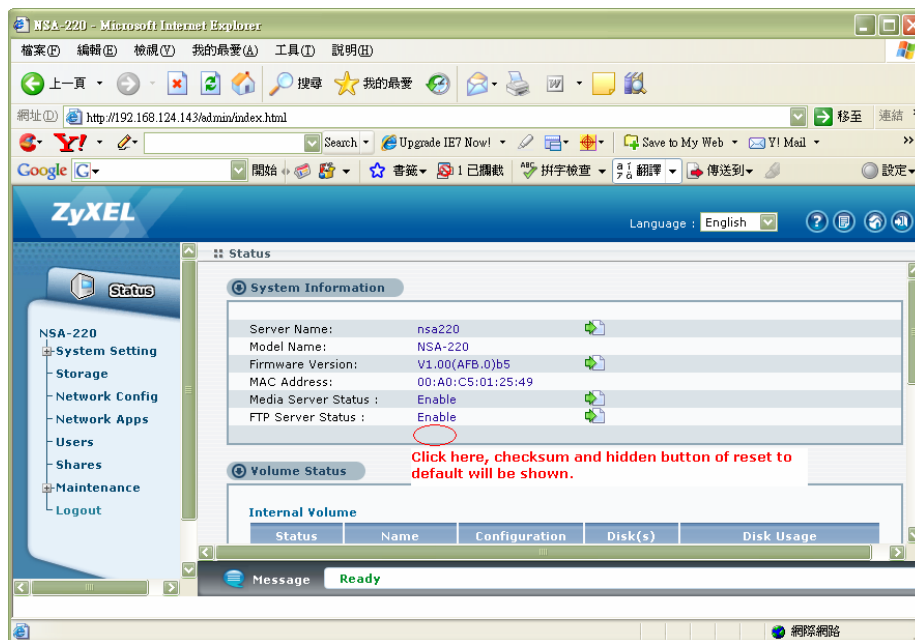 NSA-220 - Microsoft Internet Explorer
檔案(F) 編輯(E) 檢視(V) 我的最愛(A) 工具(T) 說明(H)
上一頁 搜尋 我的最愛
網址(D) http://192.168.124.143/admin/index.html 移至 連結
Y! Search Upgrade IE7 Now! Save to My Web Y! Mail
Google G 開始 書籤 1 已攔截 ABC 拼字檢查 翻譯 傳送到 設定
ZyXEL
Language : English
Status
Status
System Information
Server Name: nsa220
Model Name: NSA-220
Firmware Version: V1.00(AFB.0)b5
MAC Address: 00:A0:C5:01:25:49
Media Server Status : Enable
FTP Server Status : Enable
Click here, checksum and hidden button of reset to
default will be shown.
NSA-220
System Setting
Storage
Network Config
Network Apps
Users
Shares
Maintenance
Logout
Volume Status
Internal Volume
Status Name Configuration Disk(s) Disk Usage
Message Ready
網際網路